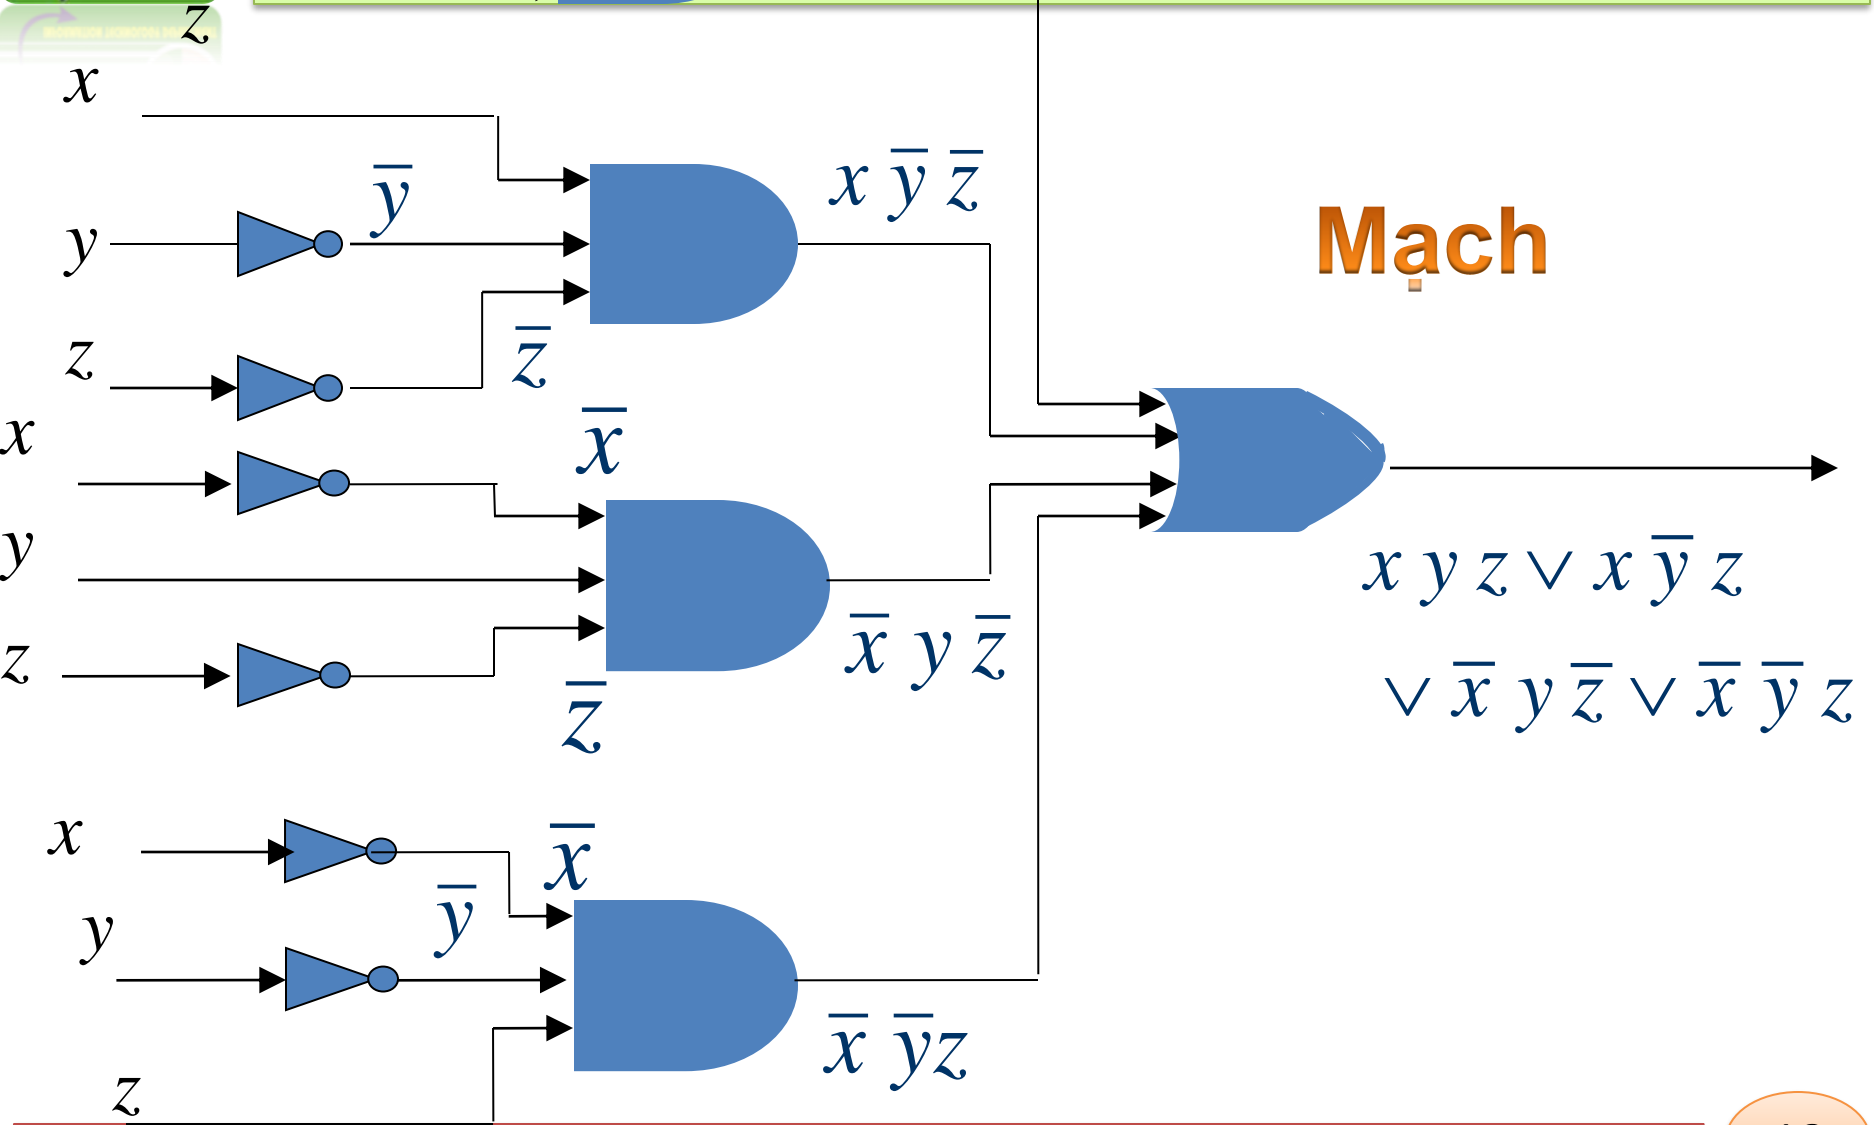 z
x
y
y̅
x y̅ z̅
Mạch
z
z̅
x
x̅
y
z
z̅
x̅ y z̅
x y z ∨ x y̅ z
∨ x̅ y z̅ ∨ x̅ y̅ z
x
x̅
y
y̅
x̅ y̅z
z